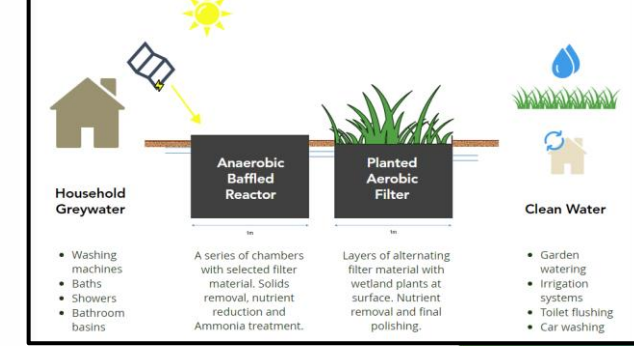 Anaerobic
Baffled
Reactor
Planted
Aerobic
Filter
Household
Greywater
1m
1m
Clean Water
• Washing
machines
• Baths
• Showers
• Bathroom
basins
A series of chambers
with selected filter
material. Solids
removal, nutrient
reduction and
Ammonia treatment.
Layers of alternating
filter material with
wetland plants at
surface. Nutrient
removal and final
polishing.
• Garden
watering
• Irrigation
systems
• Toilet flushing
• Car washing